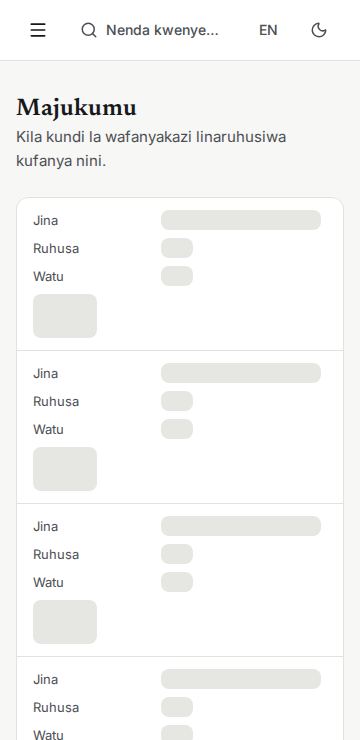 Nenda kwenye...
EN
Majukumu
Kila kundi la wafanyakazi linaruhusiwa
kufanya nini.
Jina
Ruhusa
Watu
Jina
Ruhusa
Watu
Jina
Ruhusa
Watu
Jina
Ruhusa
Watu